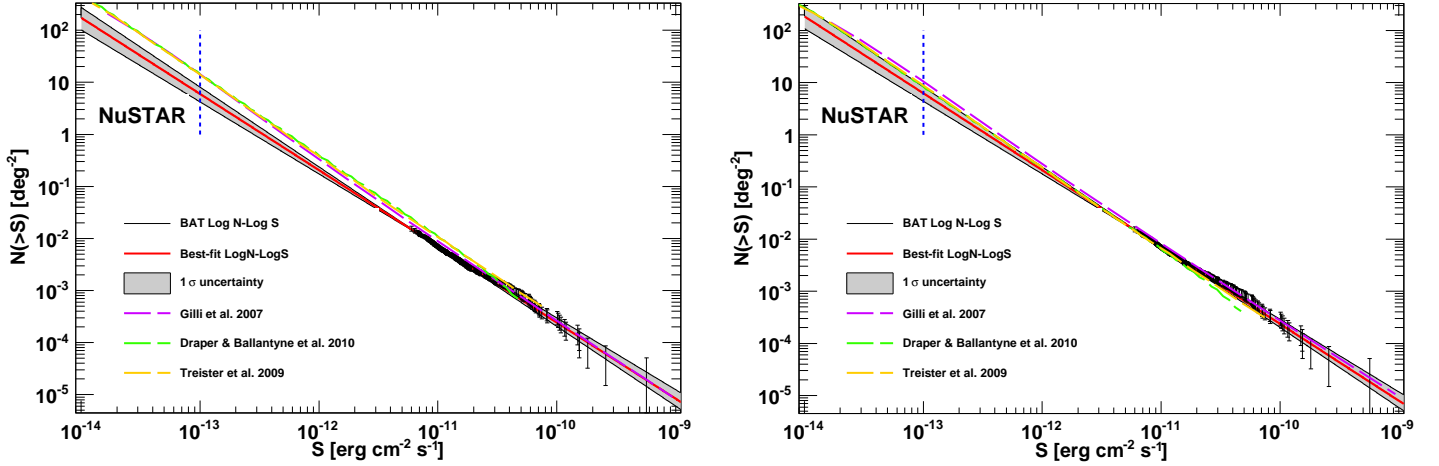 N(>S) [deg⁻²]
10²
10
1
10⁻¹
10⁻²
10⁻³
10⁻⁴
10⁻⁵
NuSTAR
BAT Log N-Log S
Best-fit LogN-LogS
1 σ uncertainty
Gilli et al. 2007
Draper & Ballantyne et al. 2010
Treister et al. 2009
10⁻¹⁴ 10⁻¹³ 10⁻¹² 10⁻¹¹ 10⁻¹⁰ 10⁻⁹
S [erg cm⁻² s⁻¹]
N(>S) [deg⁻²]
10²
10
1
10⁻¹
10⁻²
10⁻³
10⁻⁴
10⁻⁵
NuSTAR
BAT Log N-Log S
Best-fit LogN-LogS
1 σ uncertainty
Gilli et al. 2007
Draper & Ballantyne et al. 2010
Treister et al. 2009
10⁻¹⁴ 10⁻¹³ 10⁻¹² 10⁻¹¹ 10⁻¹⁰ 10⁻⁹
S [erg cm⁻² s⁻¹]